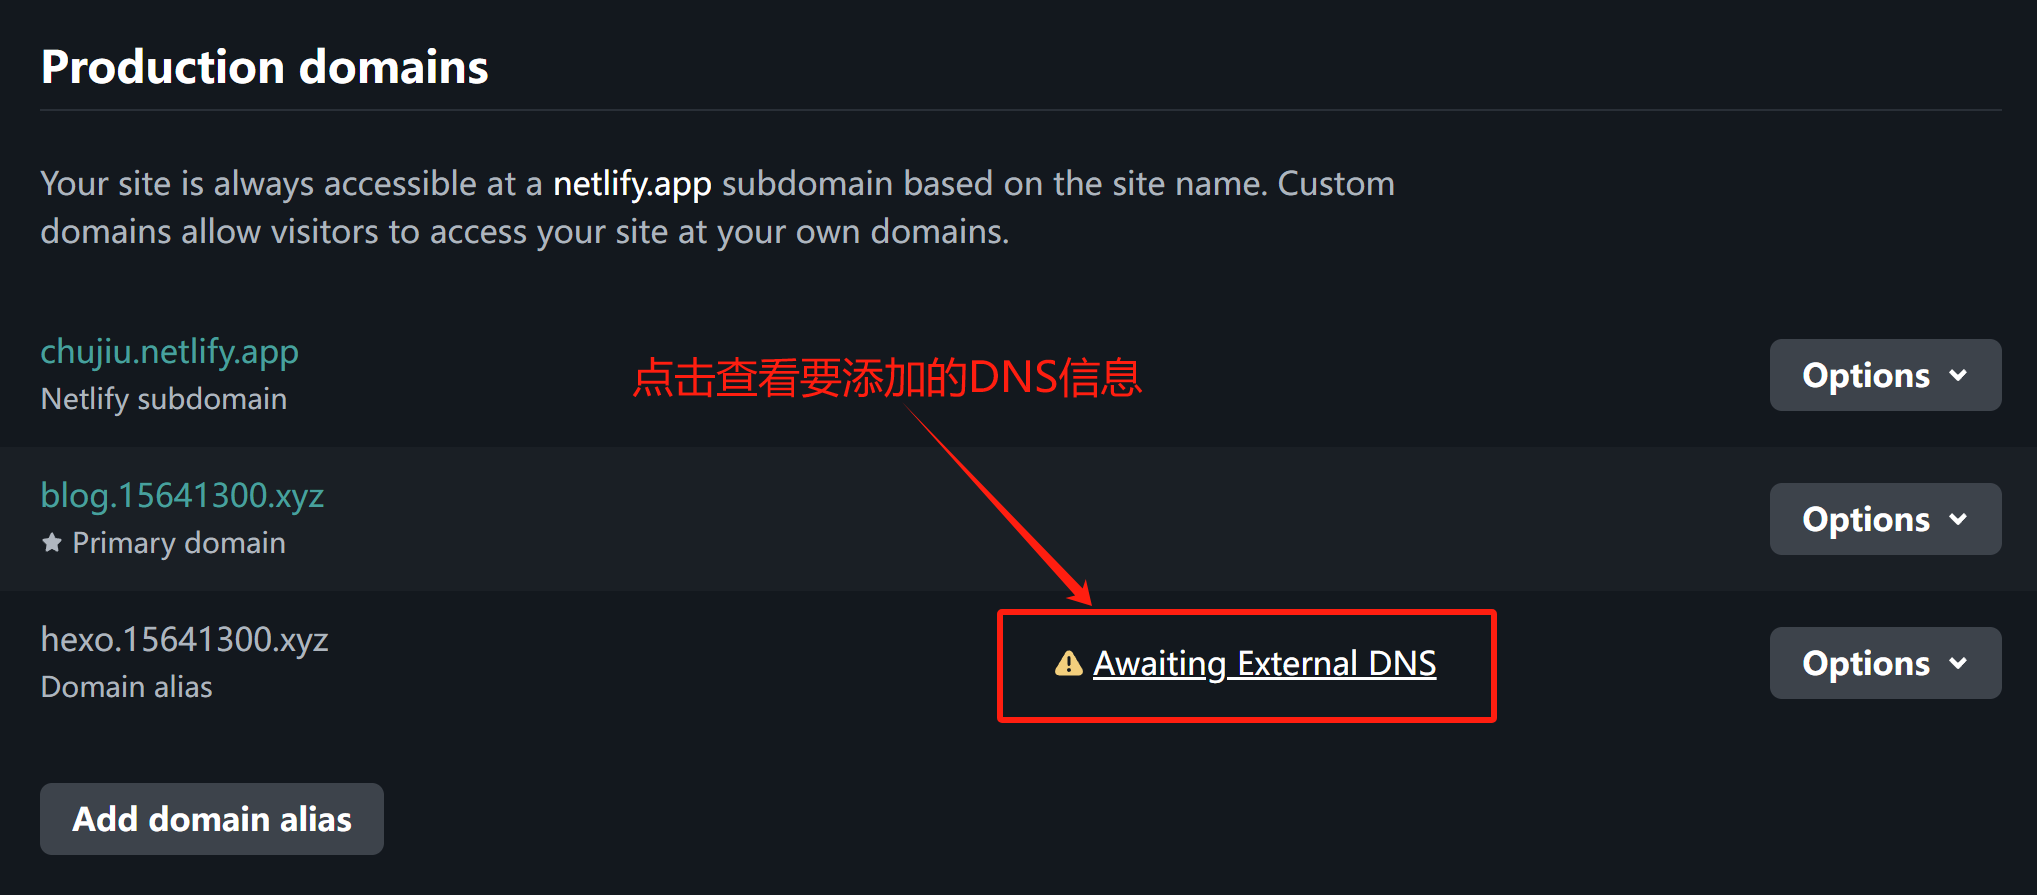 Production domains
Your site is always accessible at a netlify.app subdomain based on the site name. Custom
domains allow visitors to access your site at your own domains.
chujiu.netlify.app
Netlify subdomain
点击查看要添加的DNS信息
Options
blog.15641300.xyz
Primary domain
Options
hexo.15641300.xyz
Domain alias
Awaiting External DNS
Options
Add domain alias